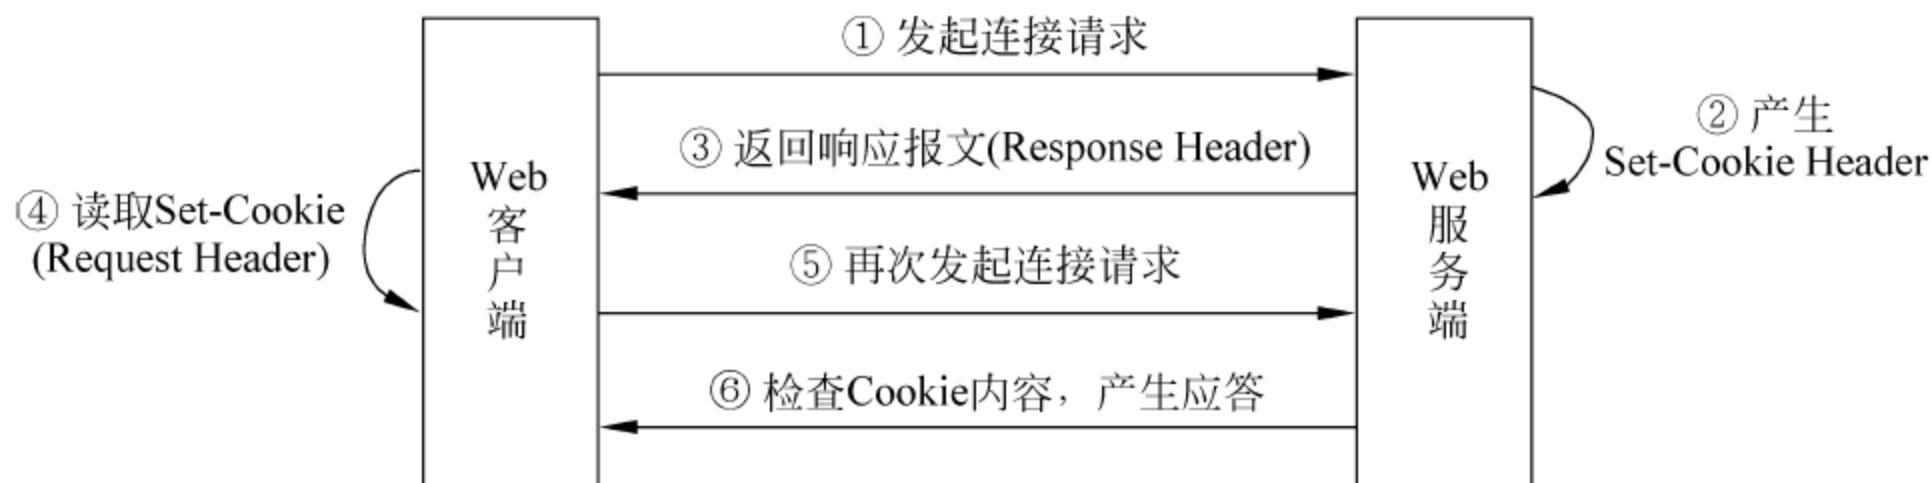 ① 发起连接请求
② 产生
Set-Cookie Header
③ 返回响应报文(Response Header)
④ 读取Set-Cookie
(Request Header)
⑤ 再次发起连接请求
⑥ 检查Cookie内容，产生应答
Web
客
户
端
Web
服
务
端